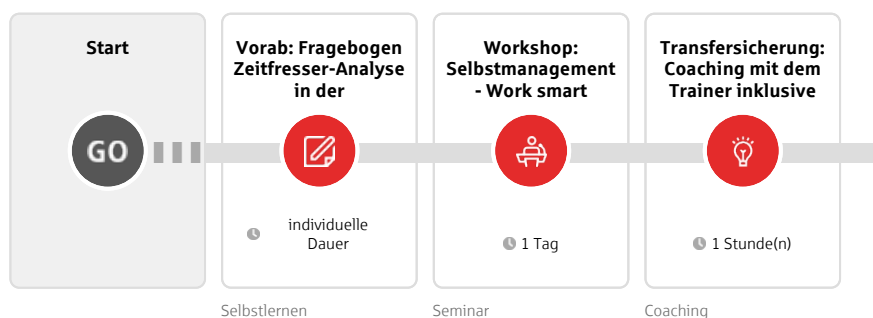 Start
GO
Vorab: Fragebogen
Zeitfresser-Analyse
in der
individuelle
Dauer
Selbstlernen
Workshop:
Selbstmanagement
- Work smart
1 Tag
Seminar
Transfersicherung:
Coaching mit dem
Trainer inklusive
1 Stunde(n)
Coaching